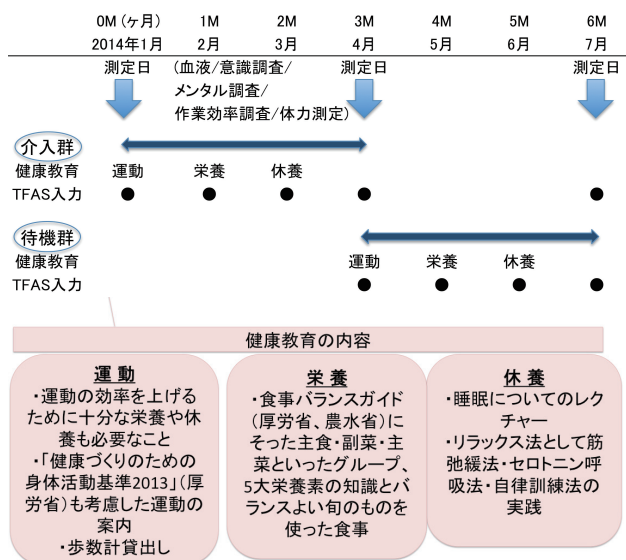 0M (ヶ月) 1M 2M 3M 4M 5M 6M
2014年1月 2月 3月 4月 5月 6月 7月
測定日 (血液/意識調査/ 測定日 測定日
メンタル調査/
作業効率調査/体力測定)
介入群
健康教育 運動 栄養 休養
TFAS入力 ● ● ● ● ●
待機群
健康教育 運動 栄養 休養
TFAS入力 ● ● ● ●
健康教育の内容
運動
・運動の効率を上げる
ために十分な栄養や休
養も必要なこと
・「健康づくりのための
身体活動基準2013」(厚
労省)も考慮した運動の
案内
・歩数計貸出し
栄養
・食事バランスガイド
(厚労省、農水省)に
そった主食・副菜・主
菜といったグループ、
5大栄養素の知識とバ
ランスよい旬のものを
使った食事
休養
・睡眠についてのレク
チャー
・リラックス法として筋
弛緩法・セロトニン呼
吸法・自律訓練法の
実践